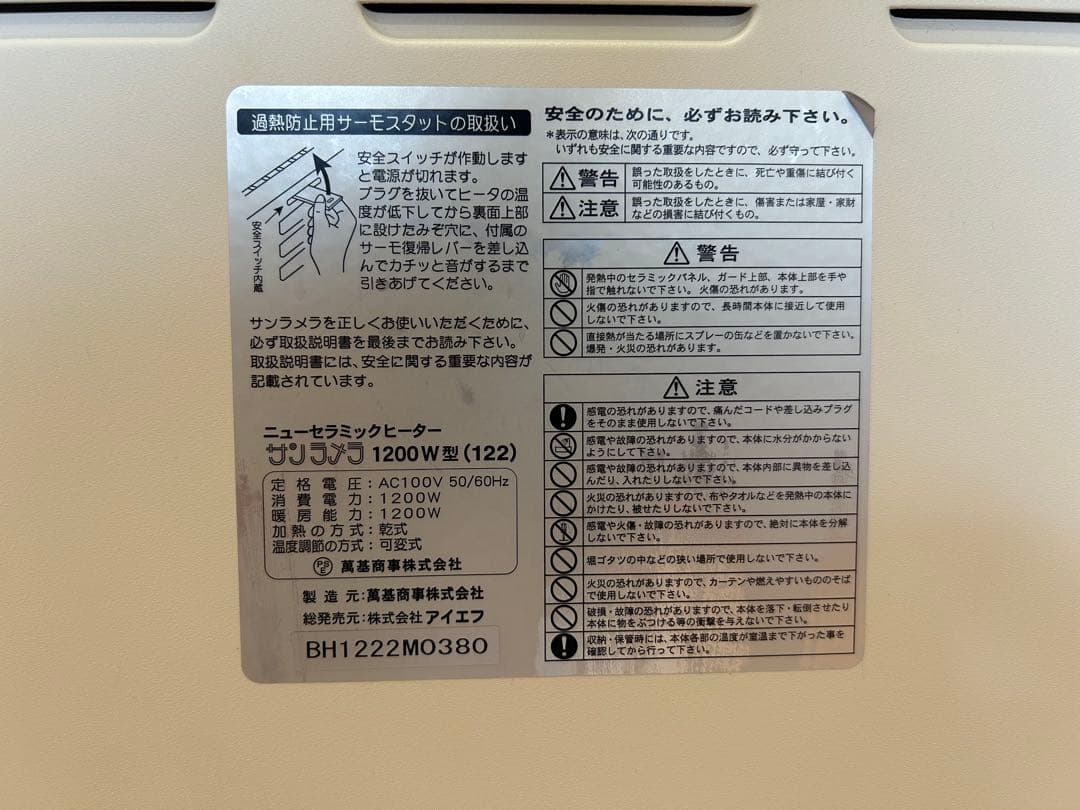 過熱防止用サーモスタットの取扱い
安全スイッチが作動します
と電源が切れます。
プラグを抜いてヒータの温
度が低下してから裏面上部
に設けたみぞ穴に、付属の
サーモ復帰レバーを差し込
んでカチッと音がするまで
引きあげてください。
安全スイッチ内蔵
サンラメラを正しくお使いいただくために、
必ず取扱説明書を最後までお読み下さい。
取扱説明書には、安全に関する重要な内容が
記載されています。
ニューセラミックヒーター
サンラメラ 1200W型(122)
定格電圧:AC100V 50/60Hz
消費電力:1200W
暖房能力:1200W
加熱の方式:乾式
温度調節の方式:可変式
PSE 萬基商事株式会社
製造元:萬基商事株式会社
総発売元:株式会社アイエフ
BH1222M0380
安全のために、必ずお読み下さい。
*表示の意味は、次の通りです。
いずれも安全に関する重要な内容ですので、必ず守って下さい。
警告 誤った取扱をしたときに、死亡や重傷に結び付く
可能性のあるもの。
注意 誤った取扱をしたときに、傷害または家屋・家財
などの損害に結び付くもの。
警告
発熱中のセラミックパネル、ガード上部、本体上部を手や
指で触れないで下さい。火傷の恐れがあります。
火傷の恐れがありますので、長時間本体に接近して使用
しないで下さい。
直接熱が当たる場所にスプレーの缶などを置かないで下さい。
爆発・火災の恐れがあります。
注意
感電の恐れがありますので、痛んだコードや差し込みプラグ
をそのまま使用しないで下さい。
感電や故障の恐れがありますので、本体に水分がかからない
ようにして下さい。
感電や故障の恐れがありますので、本体内部に異物を差し込
んだり、入れたりしないで下さい。
火災の恐れがありますので、布やタオルなどを発熱中の本体に
かけたり、被せたりしないで下さい。
感電や火傷・故障の恐れがありますので、絶対に本体を分解
しないで下さい。
堀ゴタツの中などの狭い場所で使用しないで下さい。
火災の恐れがありますので、カーテンや燃えやすいもののそば
で使用しないで下さい。
破損・故障の恐れがありますので、本体を落下・転倒させたり
本体に物をぶつける等の衝撃を与えないで下さい。
収納・保管時には、本体各部の温度が室温まで下がった事を
確認してから行って下さい。